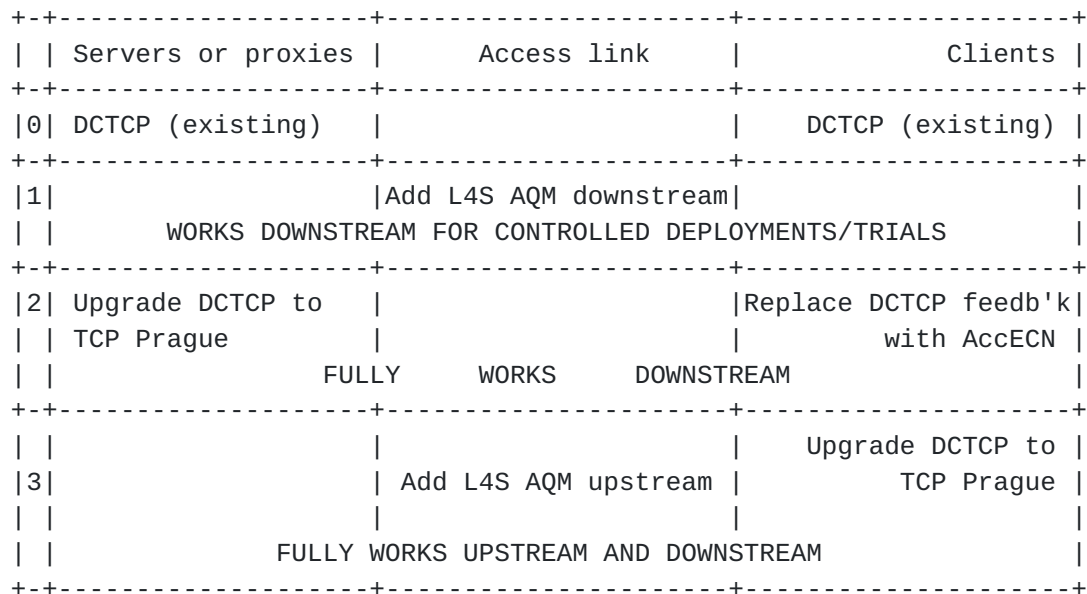 +-+--------------------+----------------------+---------------------+
| | Servers or proxies |      Access link     |             Clients |
+-+--------------------+----------------------+---------------------+
|0| DCTCP (existing)   |                      |    DCTCP (existing) |
+-+--------------------+----------------------+---------------------+
|1|                    |Add L4S AQM downstream|                     |
| |       WORKS DOWNSTREAM FOR CONTROLLED DEPLOYMENTS/TRIALS        |
+-+--------------------+----------------------+---------------------+
|2| Upgrade DCTCP to   |                      |Replace DCTCP feedb'k|
| | TCP Prague         |                      |         with AccECN |
| |                 FULLY     WORKS     DOWNSTREAM                  |
+-+--------------------+----------------------+---------------------+
| |                    |                      |    Upgrade DCTCP to |
|3|                    | Add L4S AQM upstream |          TCP Prague |
| |                    |                      |                     |
| |              FULLY WORKS UPSTREAM AND DOWNSTREAM                |
+-+--------------------+----------------------+---------------------+